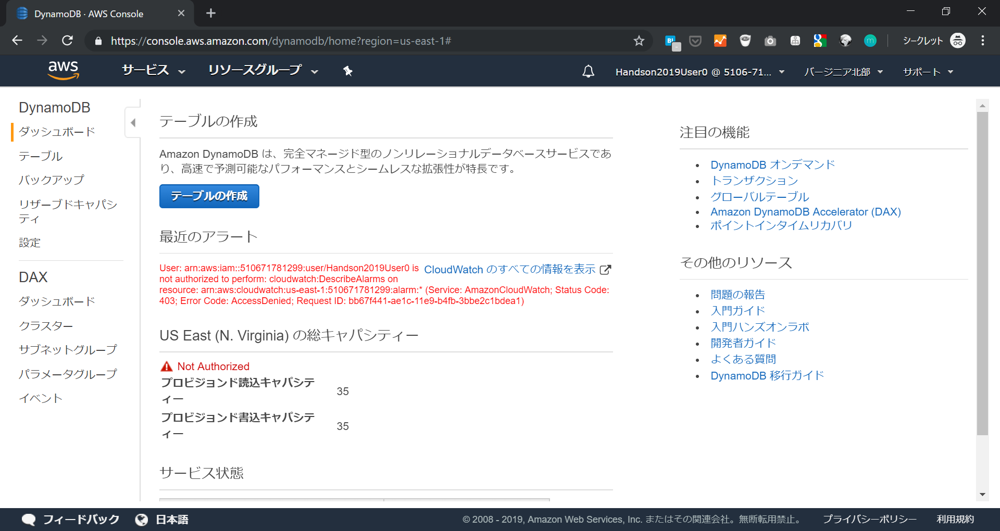 DynamoDB · AWS Console
https://console.aws.amazon.com/dynamodb/home?region=us-east-1#
シークレット
aws
サービス
リソースグループ
Handson2019User0 @ 5106-71...
バージニア北部
サポート
DynamoDB
ダッシュボード
テーブル
バックアップ
リザーブドキャパシ
ティ
設定
DAX
ダッシュボード
クラスター
サブネットグループ
パラメータグループ
イベント
テーブルの作成
Amazon DynamoDB は、完全マネージド型のノンリレーショナルデータベースサービスであ
り、高速で予測可能なパフォーマンスとシームレスな拡張性が特長です。
テーブルの作成
最近のアラート
User: arn:aws:iam::510671781299:user/Handson2019User0 is
CloudWatch のすべての情報を表示
not authorized to perform: cloudwatch:DescribeAlarms on
resource: arn:aws:cloudwatch:us-east-1:510671781299:alarm:* (Service: AmazonCloudWatch; Status Code:
403; Error Code: AccessDenied; Request ID: bb67f441-ae1c-11e9-b4fb-3bbe2c1bdea1)
US East (N. Virginia) の総キャパシティー
Not Authorized
プロビジョンド読込キャパシテ
ィー
35
プロビジョンド書込キャパシテ
ィー
35
サービス状態
注目の機能
DynamoDB オンデマンド
トランザクション
グローバルテーブル
Amazon DynamoDB Accelerator (DAX)
ポイントインタイムリカバリ
その他のリソース
問題の報告
入門ガイド
入門ハンズオンラボ
開発者ガイド
よくある質問
DynamoDB 移行ガイド
フィードバック
日本語
© 2008 - 2019, Amazon Web Services, Inc. またはその関連会社。無断転用禁止。
プライバシーポリシー
利用規約